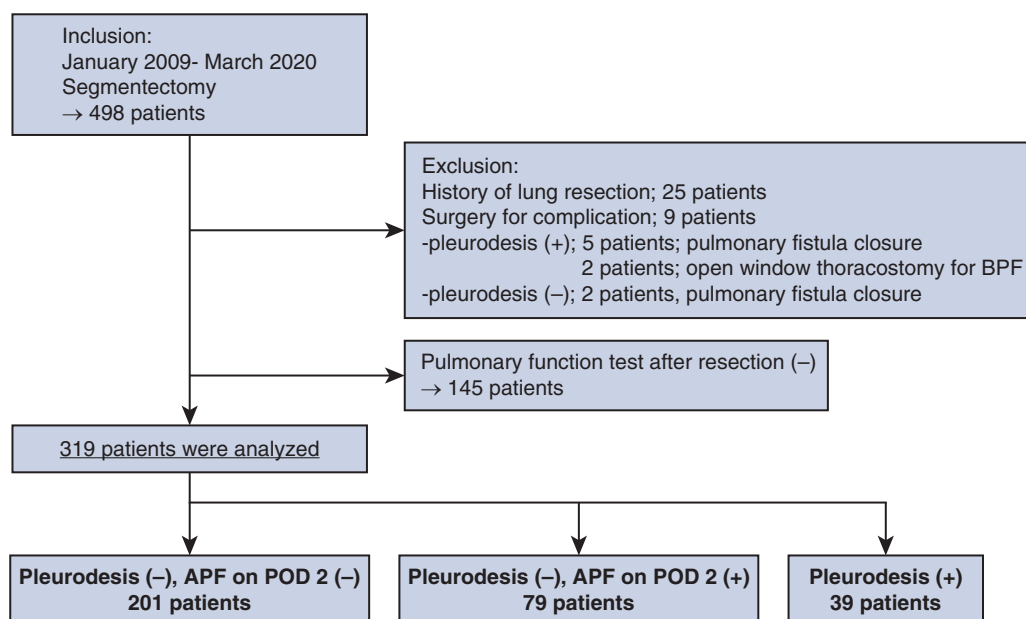 Inclusion:
January 2009- March 2020
Segmentectomy
→ 498 patients
Exclusion:
History of lung resection; 25 patients
Surgery for complication; 9 patients
-pleurodesis (+); 5 patients; pulmonary fistula closure
2 patients; open window thoracostomy for BPF
-pleurodesis (–); 2 patients, pulmonary fistula closure
Pulmonary function test after resection (–)
→ 145 patients
319 patients were analyzed
Pleurodesis (–), APF on POD 2 (–)
201 patients
Pleurodesis (–), APF on POD 2 (+)
79 patients
Pleurodesis (+)
39 patients